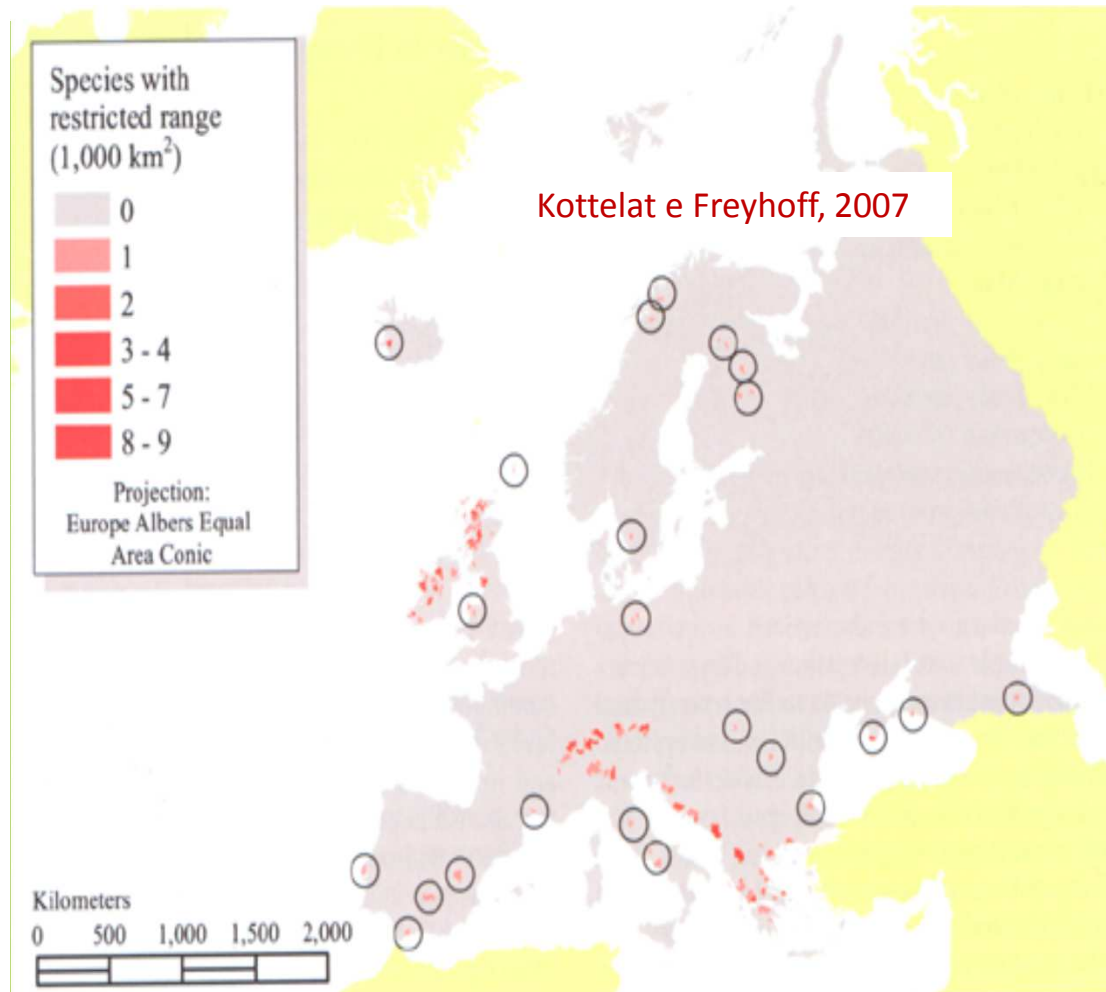 Species with
restricted range
(1,000 km²)
0
1
2
3 - 4
5 - 7
8 - 9
Projection:
Europe Albers Equal
Area Conic
Kottelat e Freyhoff, 2007
Kilometers
0 500 1,000 1,500 2,000